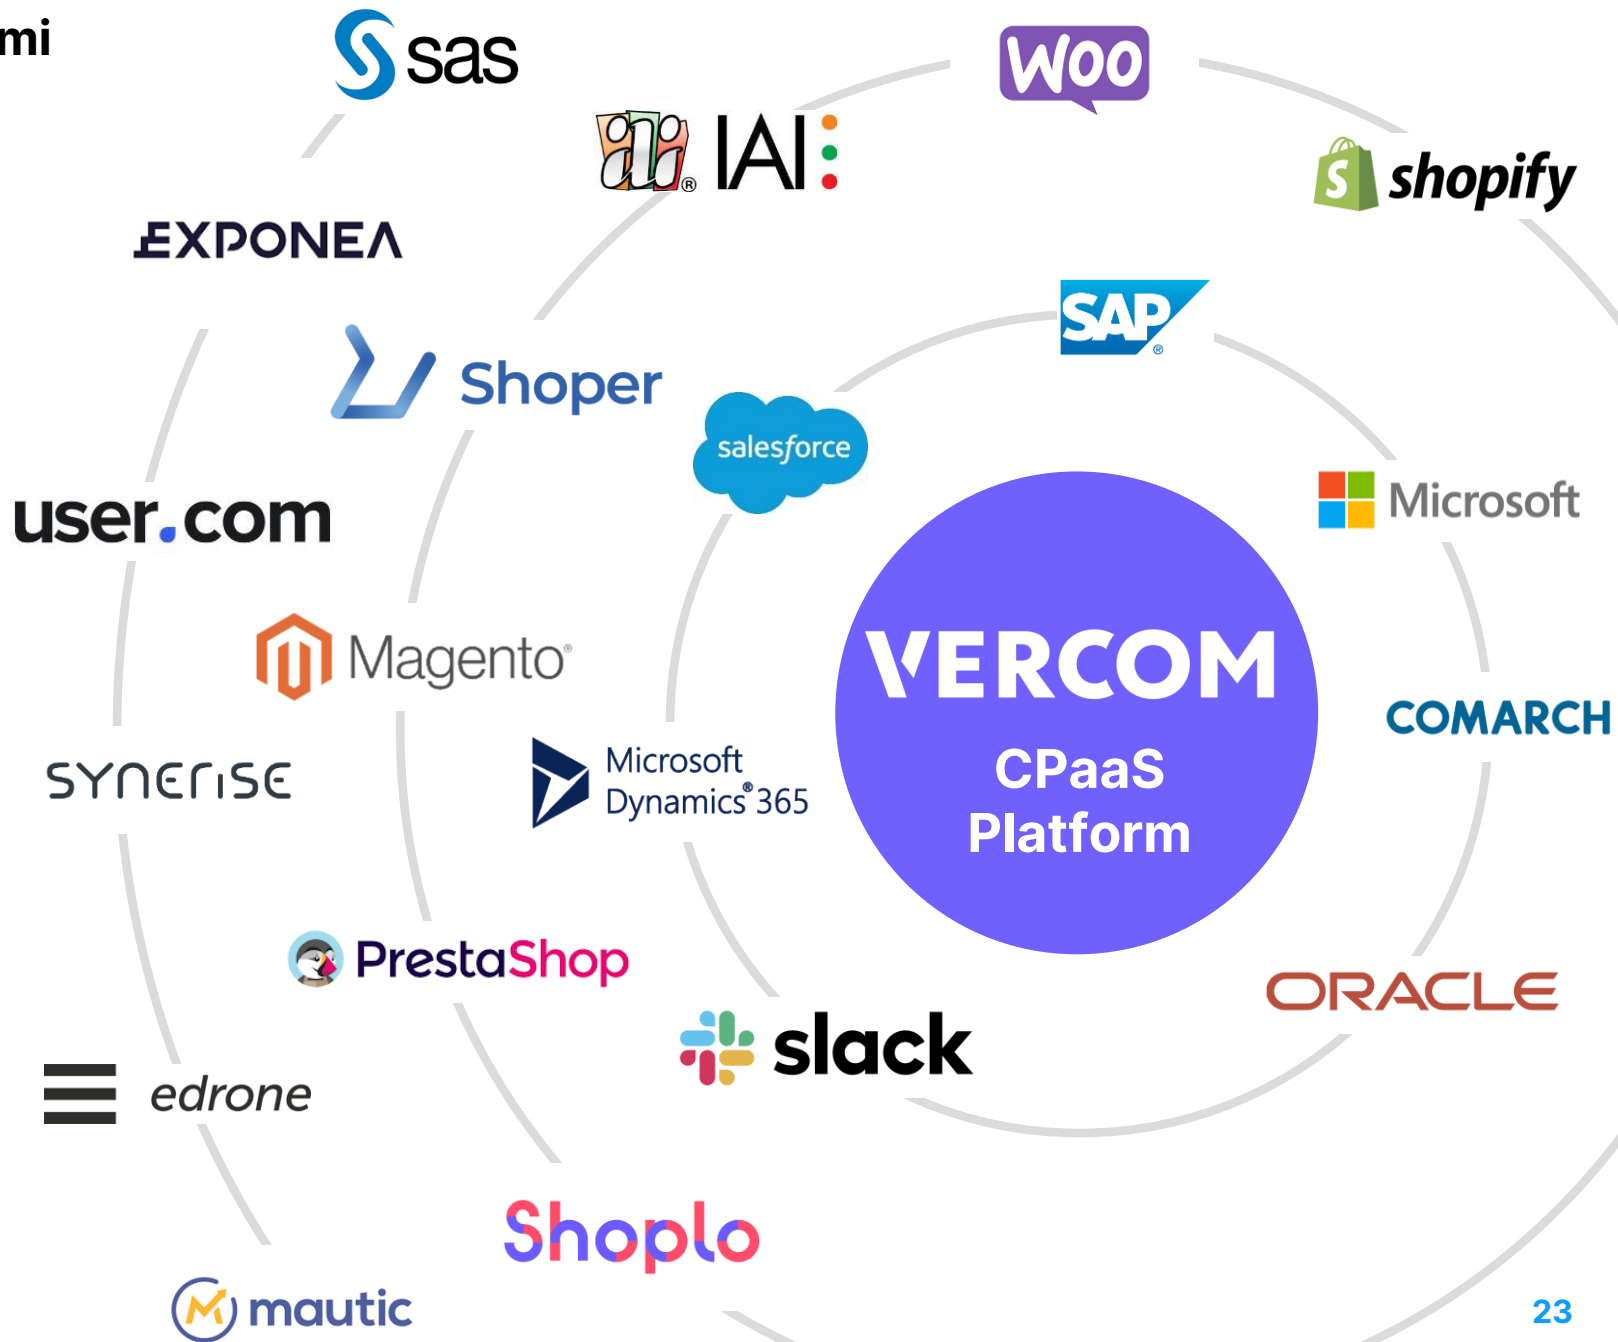 mi
sas
WOO
IAI
shopify
EXPONEA
SAP
Shoper
salesforce
Microsoft
user.com
VERCOM
CPaaS
Platform
Magento
COMARCH
Microsoft
Dynamics® 365
SYNERISE
PrestaShop
ORACLE
slack
edrone
Shoplo
mautic
23